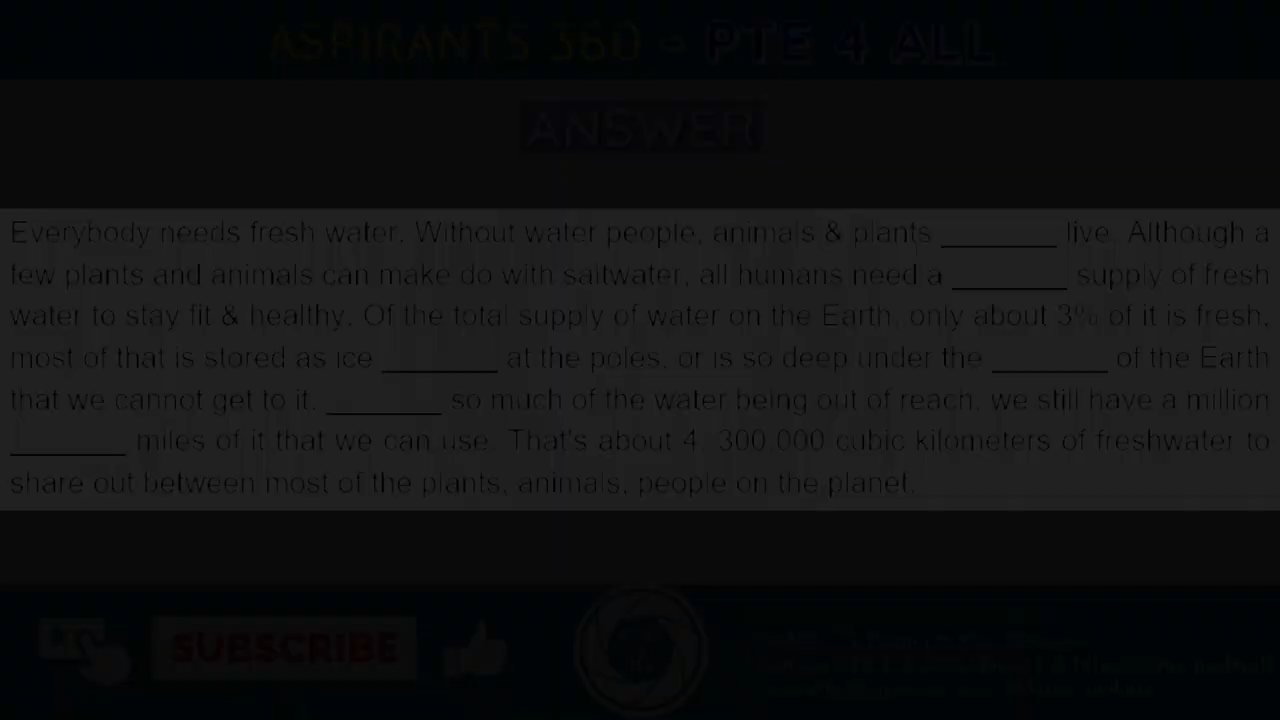 ASPIRANTS 360 - PTE 4 ALL
ANSWER
Everybody needs fresh water. Without water people, animals & plants ________ live. Although a
few plants and animals can make do with saltwater, all humans need a ________ supply of fresh
water to stay fit & healthy. Of the total supply of water on the Earth, only about 3% of it is fresh,
most of that is stored as ice ________ at the poles, or is so deep under the ________ of the Earth
that we cannot get to it. ________ so much of the water being out of reach, we still have a million
________ miles of it that we can use. That's about 4, 300,000 cubic kilometers of freshwater to
share out between most of the plants, animals, people on the planet.
SUBSCRIBE